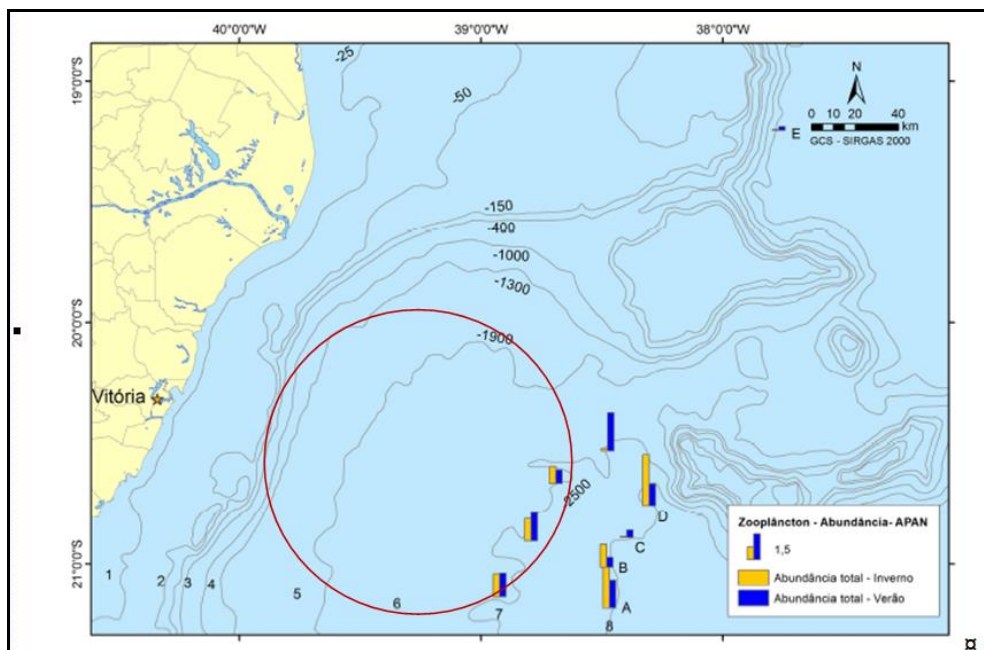 40°0'0"W
39°0'0"W
38°0'0"W
19°0'0"S
20°0'0"S
21°0'0"S
-25
-50
N
0 10 20 40
km
GCS - SIRGAS 2000
E
-150
-400
-1000
-1300
-1900
Vitória
-2500
D
C
B
A
1
2
3
4
5
6
7
8
Zooplâncton - Abundância- APAN
1,5
Abundância total - Inverno
Abundância total - Verão
¤